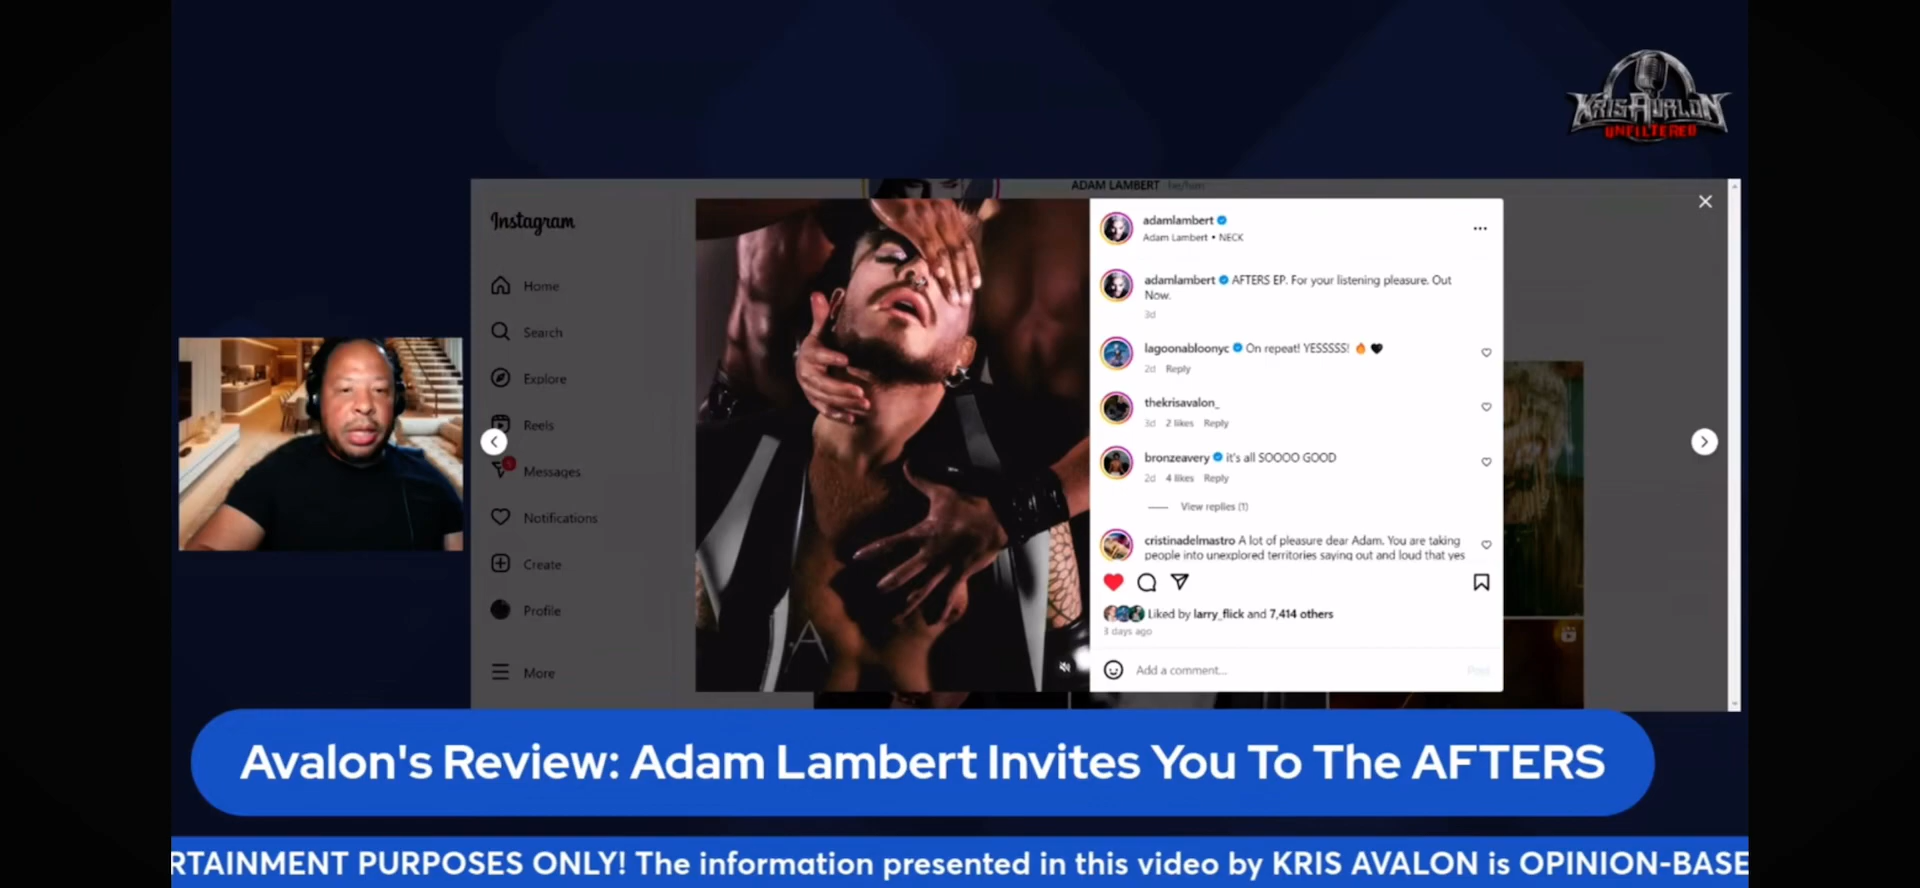 KRIS AVALON
UNFILTERED
ADAM LAMBERT he/him
Instagram
Home
Search
Explore
Reels
Messages
Notifications
Create
Profile
More
adamlambert
Adam Lambert • NECK
adamlambert AFTERS EP. For your listening pleasure. Out
Now.
3d
lagoonabloonyc On repeat! YESSSSS! 🔥 🖤
2d Reply
thekrisavalon_
3d 2 likes Reply
bronzeavery it's all SOOOO GOOD
2d 4 likes Reply
View replies (1)
cristinadelmastro A lot of pleasure dear Adam. You are taking
people into unexplored territories saying out and loud that yes
Liked by larry_flick and 7,414 others
3 days ago
Add a comment...
Post
A
Avalon's Review: Adam Lambert Invites You To The AFTERS
RTAINMENT PURPOSES ONLY! The information presented in this video by KRIS AVALON is OPINION-BASE